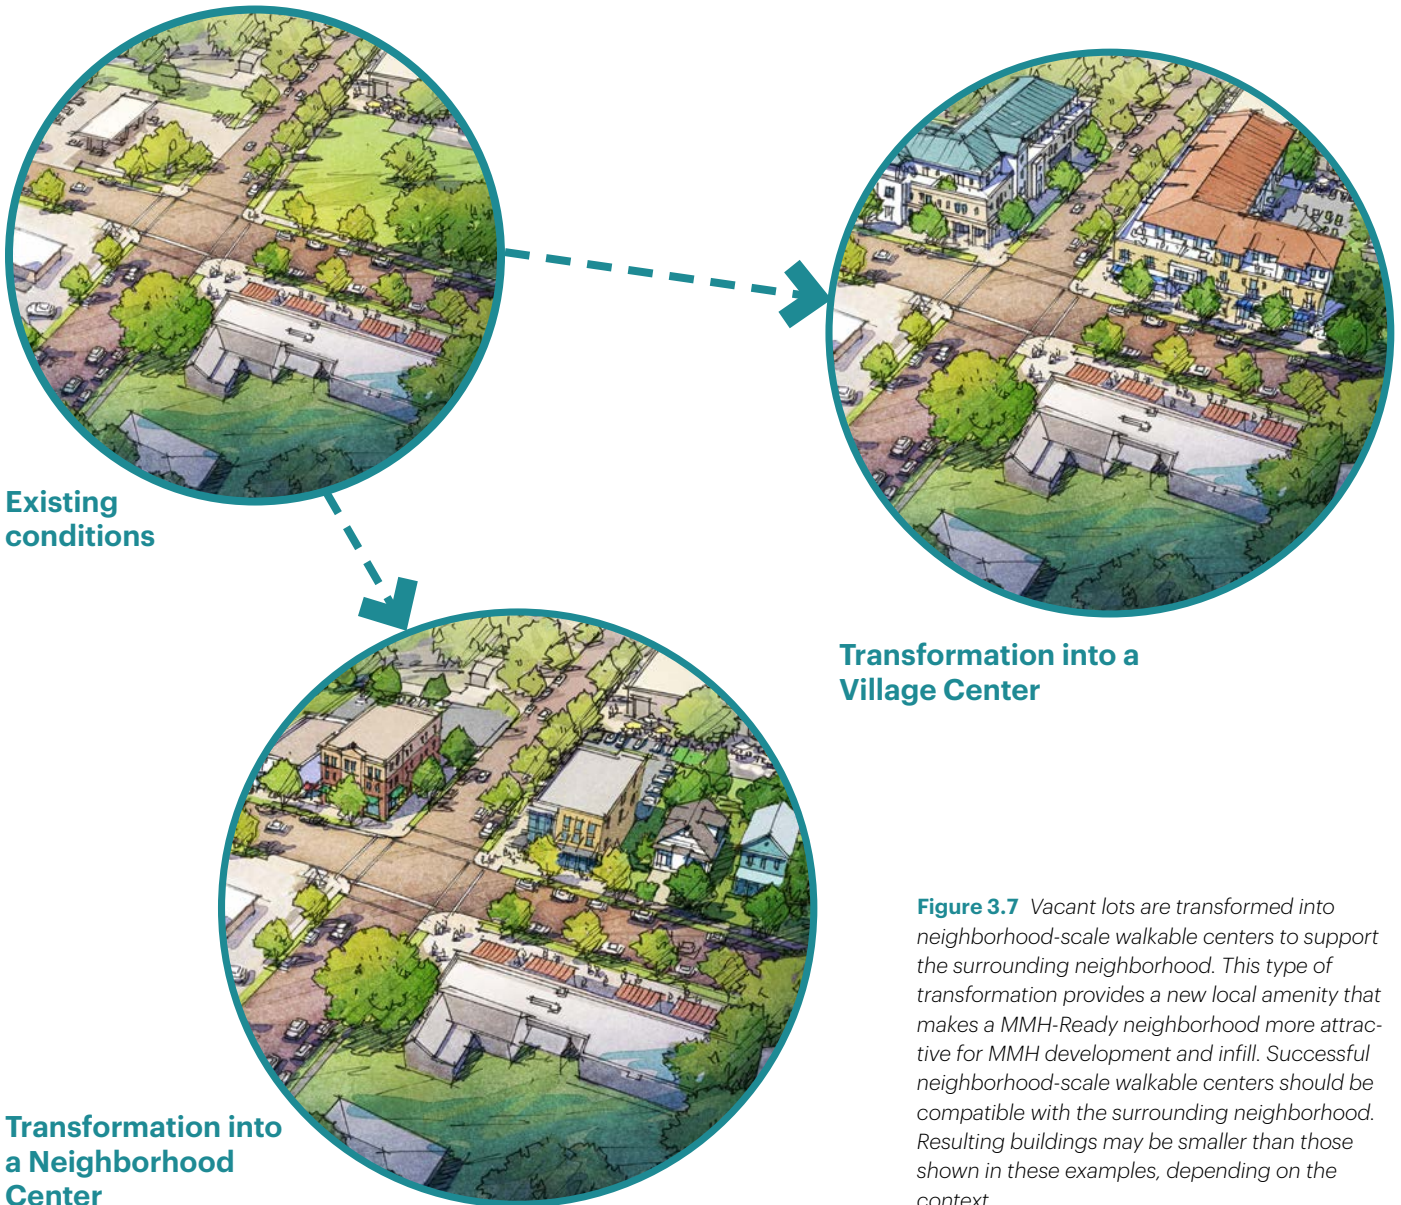 Existing
conditions
Transformation into a
Village Center
Transformation into
a Neighborhood
Center
Figure 3.7 Vacant lots are transformed into
neighborhood-scale walkable centers to support
the surrounding neighborhood. This type of
transformation provides a new local amenity that
makes a MMH-Ready neighborhood more attrac-
tive for MMH development and infill. Successful
neighborhood-scale walkable centers should be
compatible with the surrounding neighborhood.
Resulting buildings may be smaller than those
shown in these examples, depending on the
context